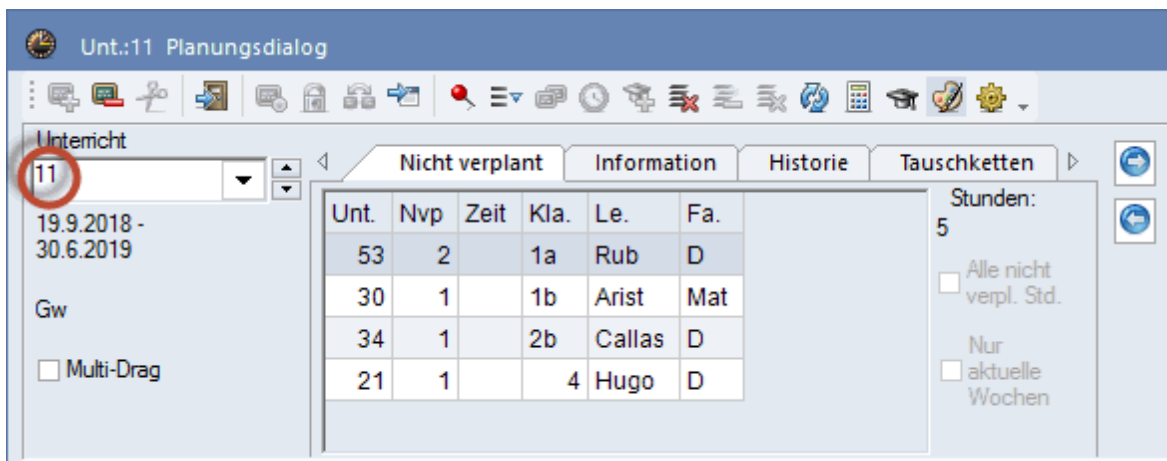 Unt.:11 Planungsdialog
Unterricht
11
19.9.2018 -
30.6.2019
Gw
Multi-Drag
Nicht verplant Information Historie Tauschketten
Unt. Nvp Zeit Kla. Le. Fa.
53 2 1a Rub D
30 1 1b Arist Mat
34 1 2b Callas D
21 1 4 Hugo D
Stunden:
5
Alle nicht
verpl. Std.
Nur
aktuelle
Wochen